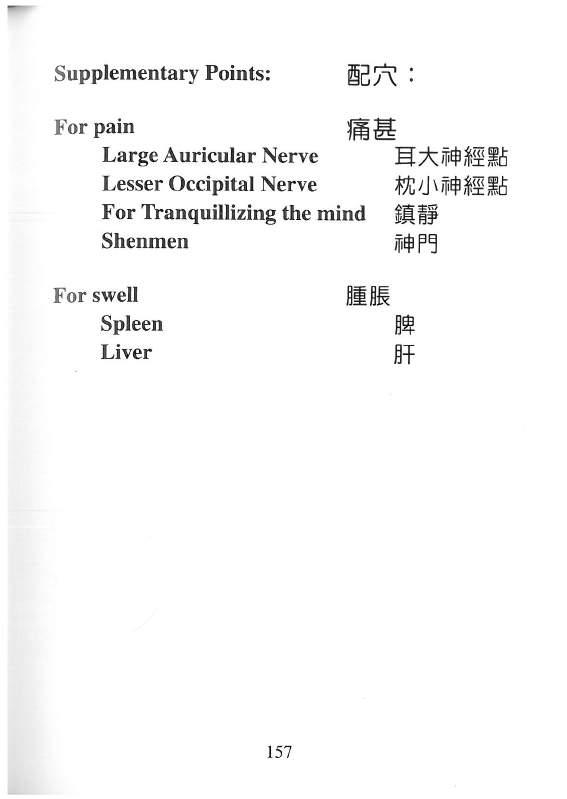 Supplementary Points: 配穴：
For pain 痛甚
Large Auricular Nerve 耳大神經點
Lesser Occipital Nerve 枕小神經點
For Tranquillizing the mind 鎮靜
Shenmen 神門
For swell 腫脹
Spleen 脾
Liver 肝
157